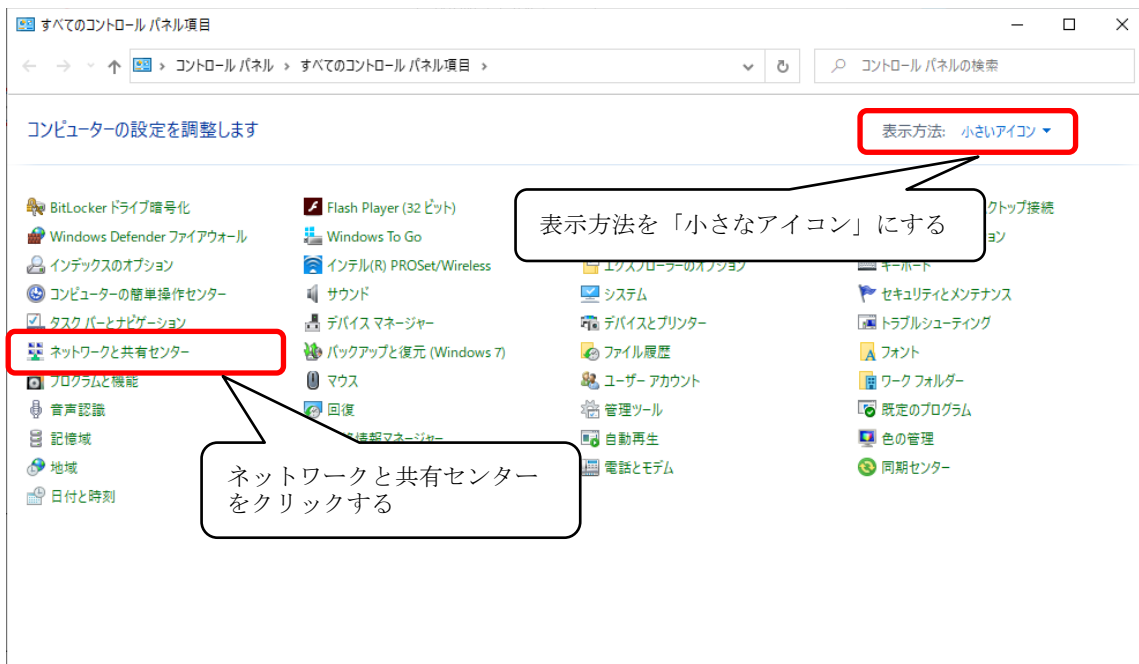 すべてのコントロール パネル項目
コントロール パネル › すべてのコントロール パネル項目 ›
コントロール パネルの検索
コンピューターの設定を調整します
表示方法: 小さいアイコン
表示方法を「小さなアイコン」にする
BitLocker ドライブ暗号化
Windows Defender ファイアウォール
インデックスのオプション
コンピューターの簡単操作センター
タスク バーとナビゲーション
ネットワークと共有センター
プログラムと機能
音声認識
記憶域
地域
日付と時刻
Flash Player (32 ビット)
Windows To Go
インテル(R) PROSet/Wireless
サウンド
デバイス マネージャー
バックアップと復元 (Windows 7)
マウス
回復
情報マネージャー
エクスプローラーのオプション
システム
デバイスとプリンター
ファイル履歴
ユーザー アカウント
管理ツール
自動再生
電話とモデム
クトップ接続
ョン
キーボード
セキュリティとメンテナンス
トラブルシューティング
フォント
ワーク フォルダー
既定のプログラム
色の管理
同期センター
ネットワークと共有センター
をクリックする